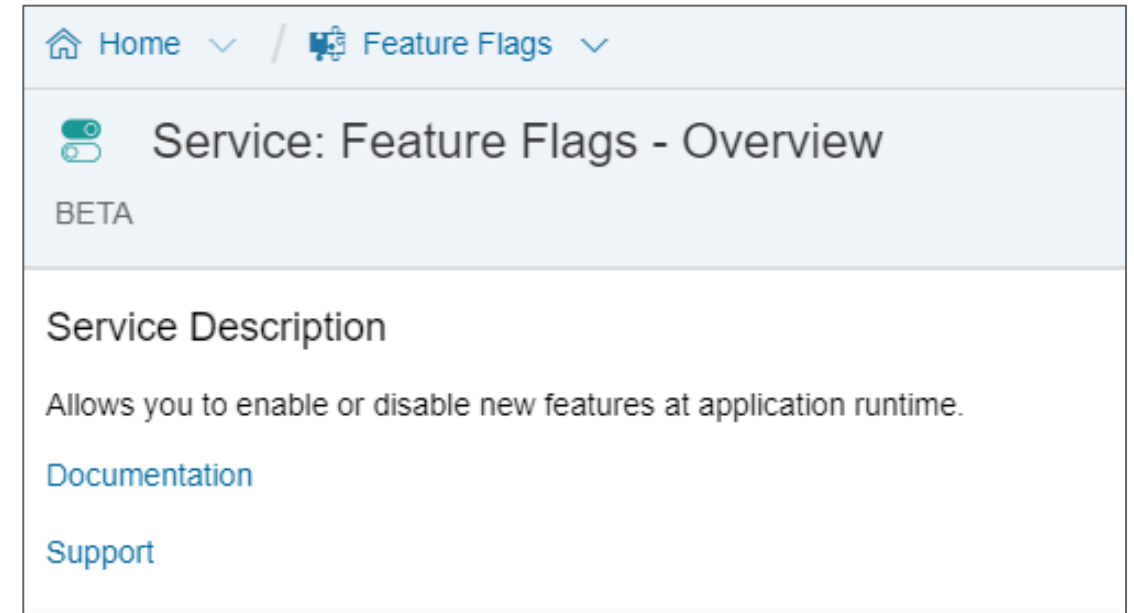 Home / Feature Flags
Service: Feature Flags - Overview
BETA
Service Description
Allows you to enable or disable new features at application runtime.
Documentation
Support